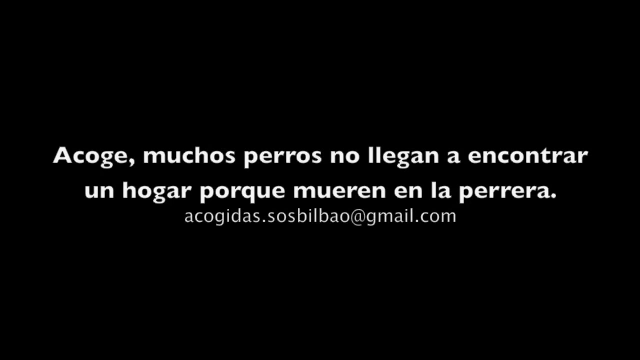 Acoge, muchos perros no llegan a encontrar
un hogar porque mueren en la perrera.
acogidas.sosbilbao@gmail.com